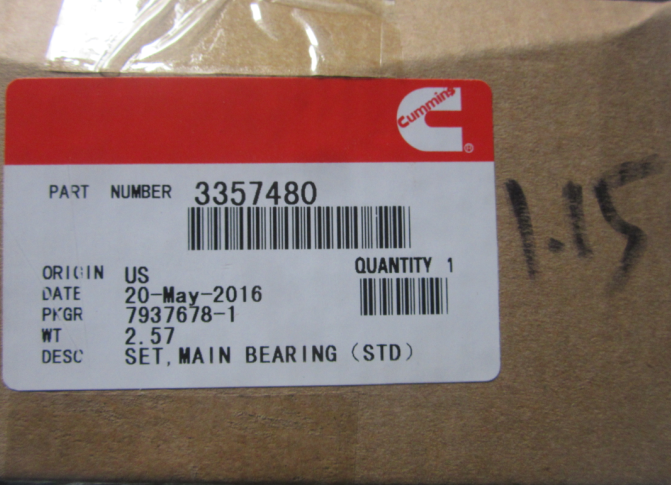 Cummins
®
PART NUMBER 3357480
ORIGIN US
QUANTITY 1
DATE 20-May-2016
PKGR 7937678-1
WT 2.57
DESC SET,MAIN BEARING (STD)
1.15